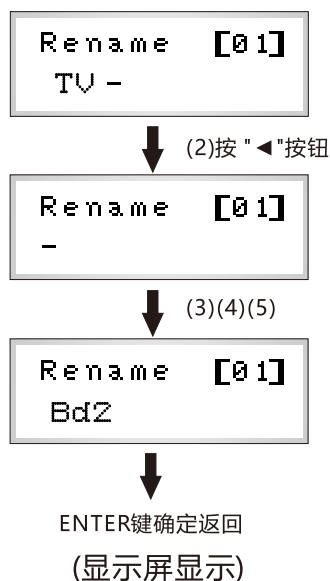 Rename [01]
TV –
(2)按 "◄"按钮
Rename [01]
–
(3)(4)(5)
Rename [01]
BdZ
ENTER键确定返回
(显示屏显示)